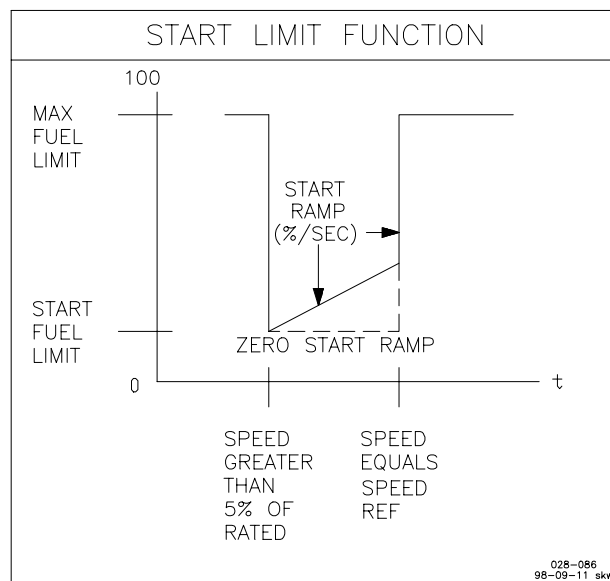 START LIMIT FUNCTION
100
MAX
FUEL
LIMIT
START
RAMP
(%/SEC)
START
FUEL
LIMIT
ZERO START RAMP
0
t
SPEED
GREATER
THAN
5% OF
RATED
SPEED
EQUALS
SPEED
REF
028-086
98-09-11 skw